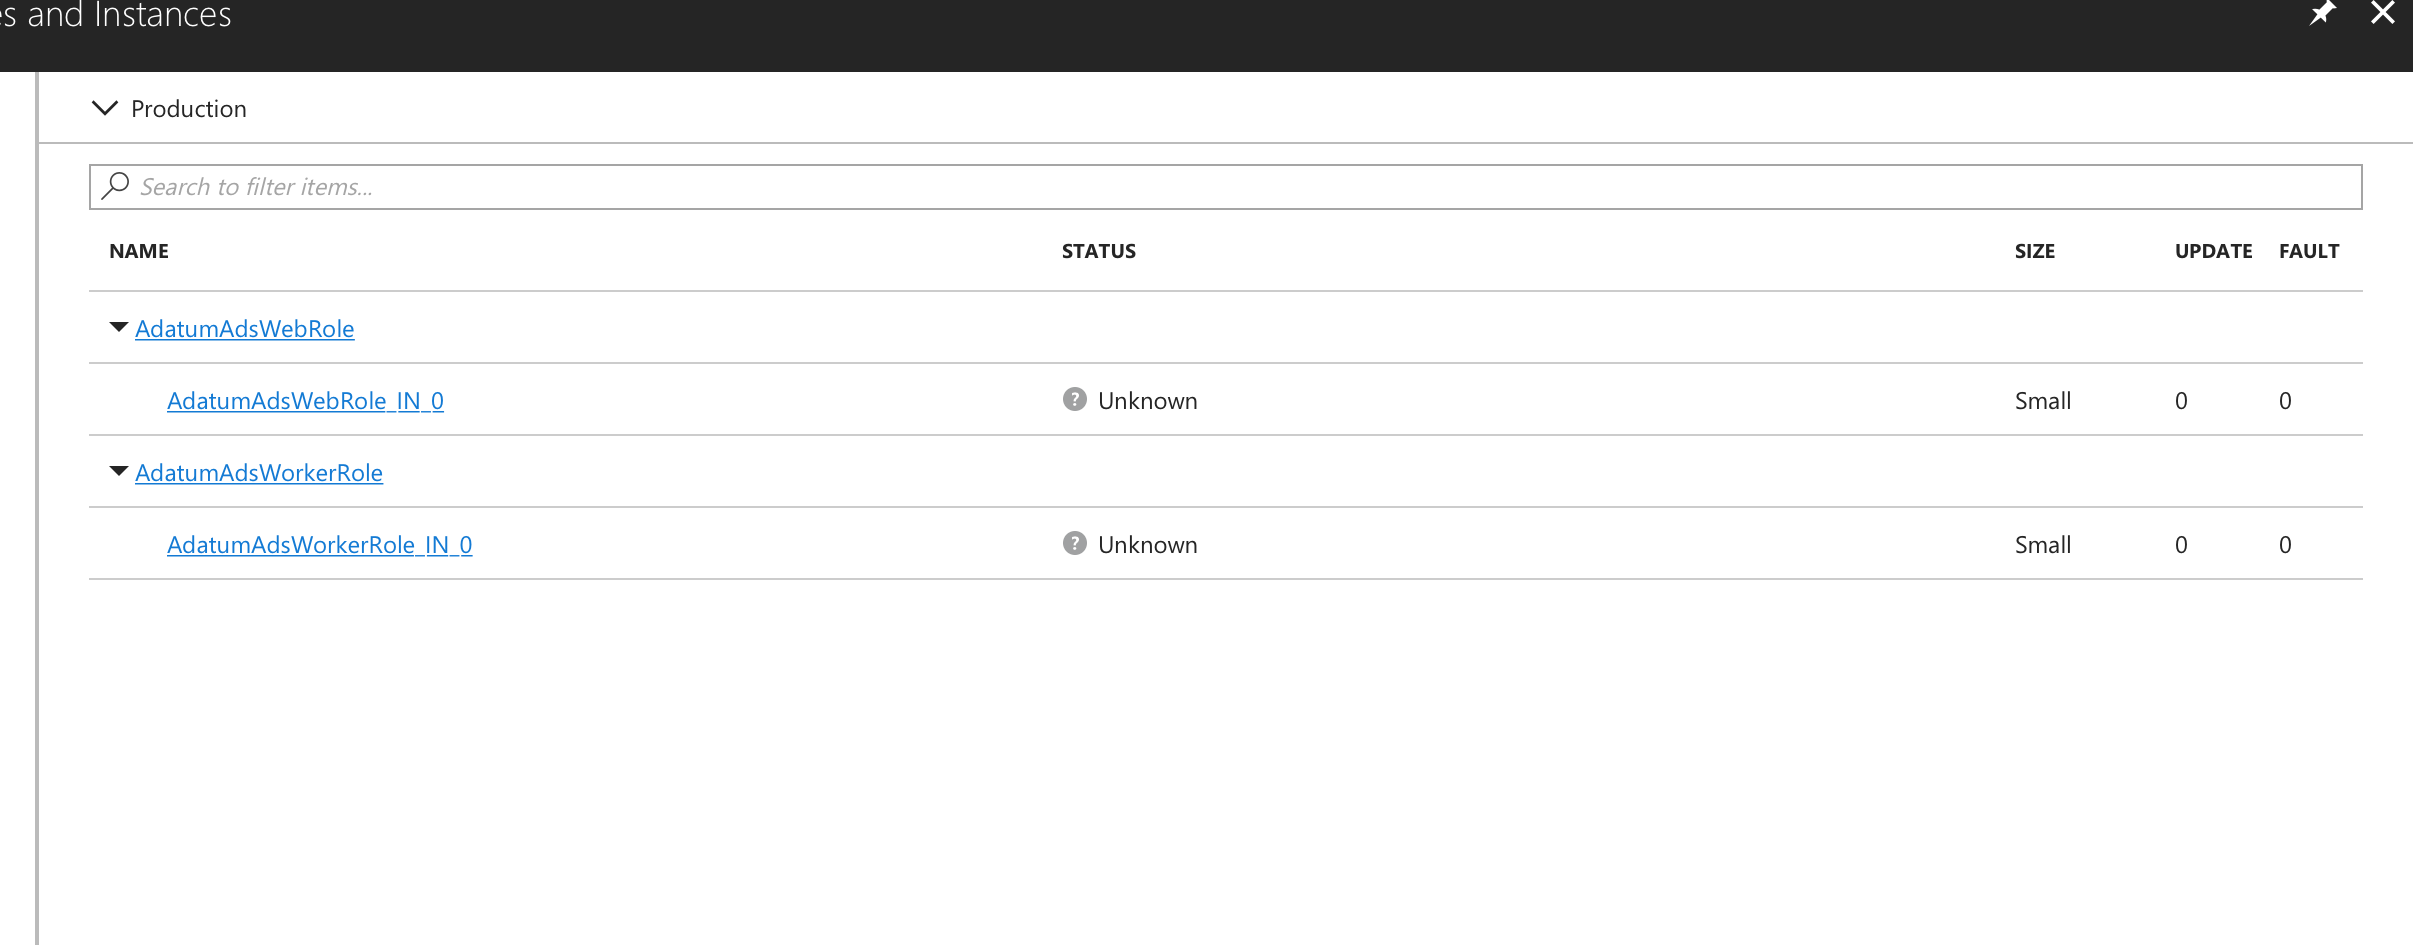 and Instances
Production
Search to filter items...
NAME STATUS SIZE UPDATE FAULT
AdatumAdsWebRole
AdatumAdsWebRole_IN_0 ? Unknown Small 0 0
AdatumAdsWorkerRole
AdatumAdsWorkerRole_IN_0 ? Unknown Small 0 0